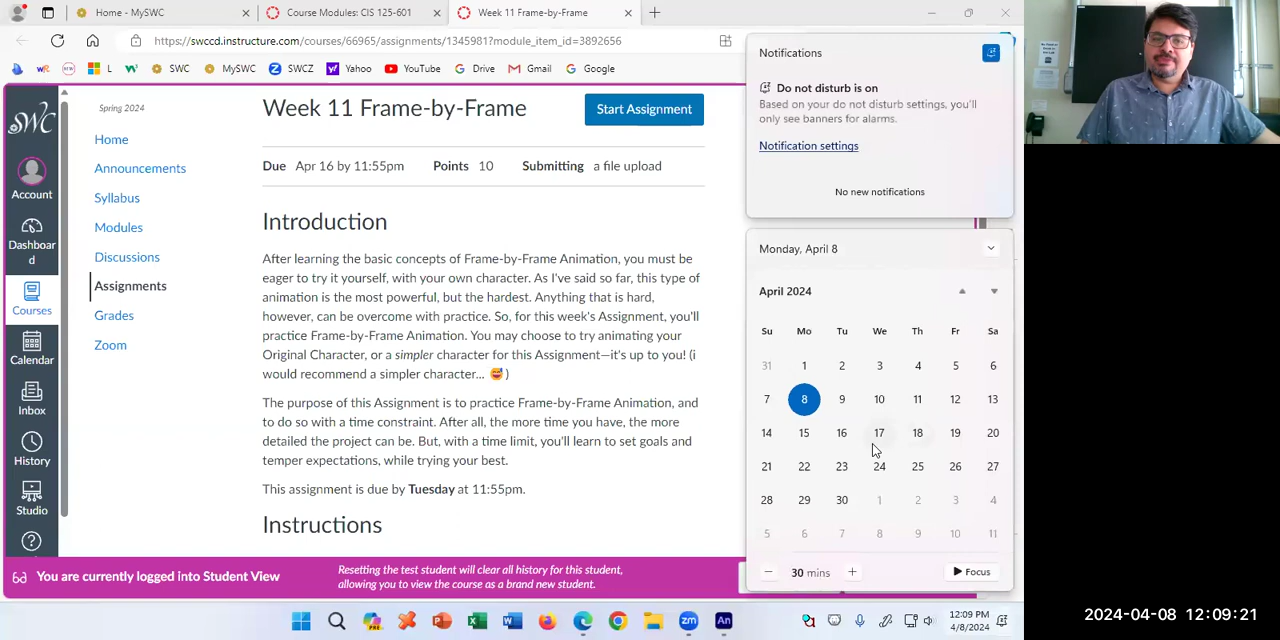 Home - MySWC
Course Modules: CIS 125-601
Week 11 Frame-by-Frame
https://swccd.instructure.com/courses/66965/assignments/1345981?module_item_id=3892656
SWC
MySWC
SWCZ
Yahoo
YouTube
Drive
Gmail
Google
SWC
Account
Dashboar
d
Courses
Calendar
Inbox
History
Studio
Spring 2024
Home
Announcements
Syllabus
Modules
Discussions
Assignments
Grades
Zoom
Week 11 Frame-by-Frame
Start Assignment
Due Apr 16 by 11:55pm Points 10 Submitting a file upload
Introduction
After learning the basic concepts of Frame-by-Frame Animation, you must be
eager to try it yourself, with your own character. As I've said so far, this type of
animation is the most powerful, but the hardest. Anything that is hard,
however, can be overcome with practice. So, for this week's Assignment, you'll
practice Frame-by-Frame Animation. You may choose to try animating your
Original Character, or a simpler character for this Assignment—it's up to you! (i
would recommend a simpler character... 😅 )
The purpose of this Assignment is to practice Frame-by-Frame Animation, and
to do so with a time constraint. After all, the more time you have, the more
detailed the project can be. But, with a time limit, you'll learn to set goals and
temper expectations, while trying your best.
This assignment is due by Tuesday at 11:55pm.
Instructions
You are currently logged into Student View
Resetting the test student will clear all history for this student,
allowing you to view the course as a brand new student.
Notifications
Do not disturb is on
Based on your do not disturb settings, you'll
only see banners for alarms.
Notification settings
No new notifications
Monday, April 8
April 2024
Su Mo Tu We Th Fr Sa
31 1 2 3 4 5 6
7 8 9 10 11 12 13
14 15 16 17 18 19 20
21 22 23 24 25 26 27
28 29 30 1 2 3 4
5 6 7 8 9 10 11
30 mins
Focus
12:09 PM
4/8/2024
2024-04-08 12:09:21